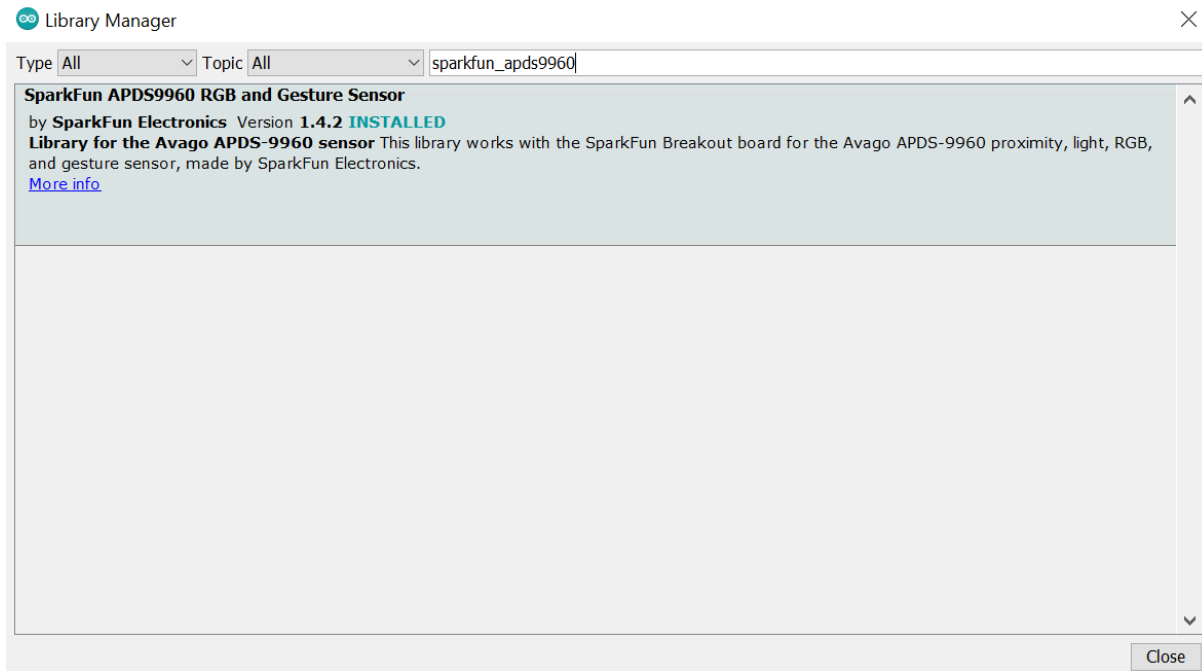 Library Manager
Type All Topic All sparkfun_apds9960
SparkFun APDS9960 RGB and Gesture Sensor
by SparkFun Electronics Version 1.4.2 INSTALLED
Library for the Avago APDS-9960 sensor This library works with the SparkFun Breakout board for the Avago APDS-9960 proximity, light, RGB,
and gesture sensor, made by SparkFun Electronics.
More info
Close